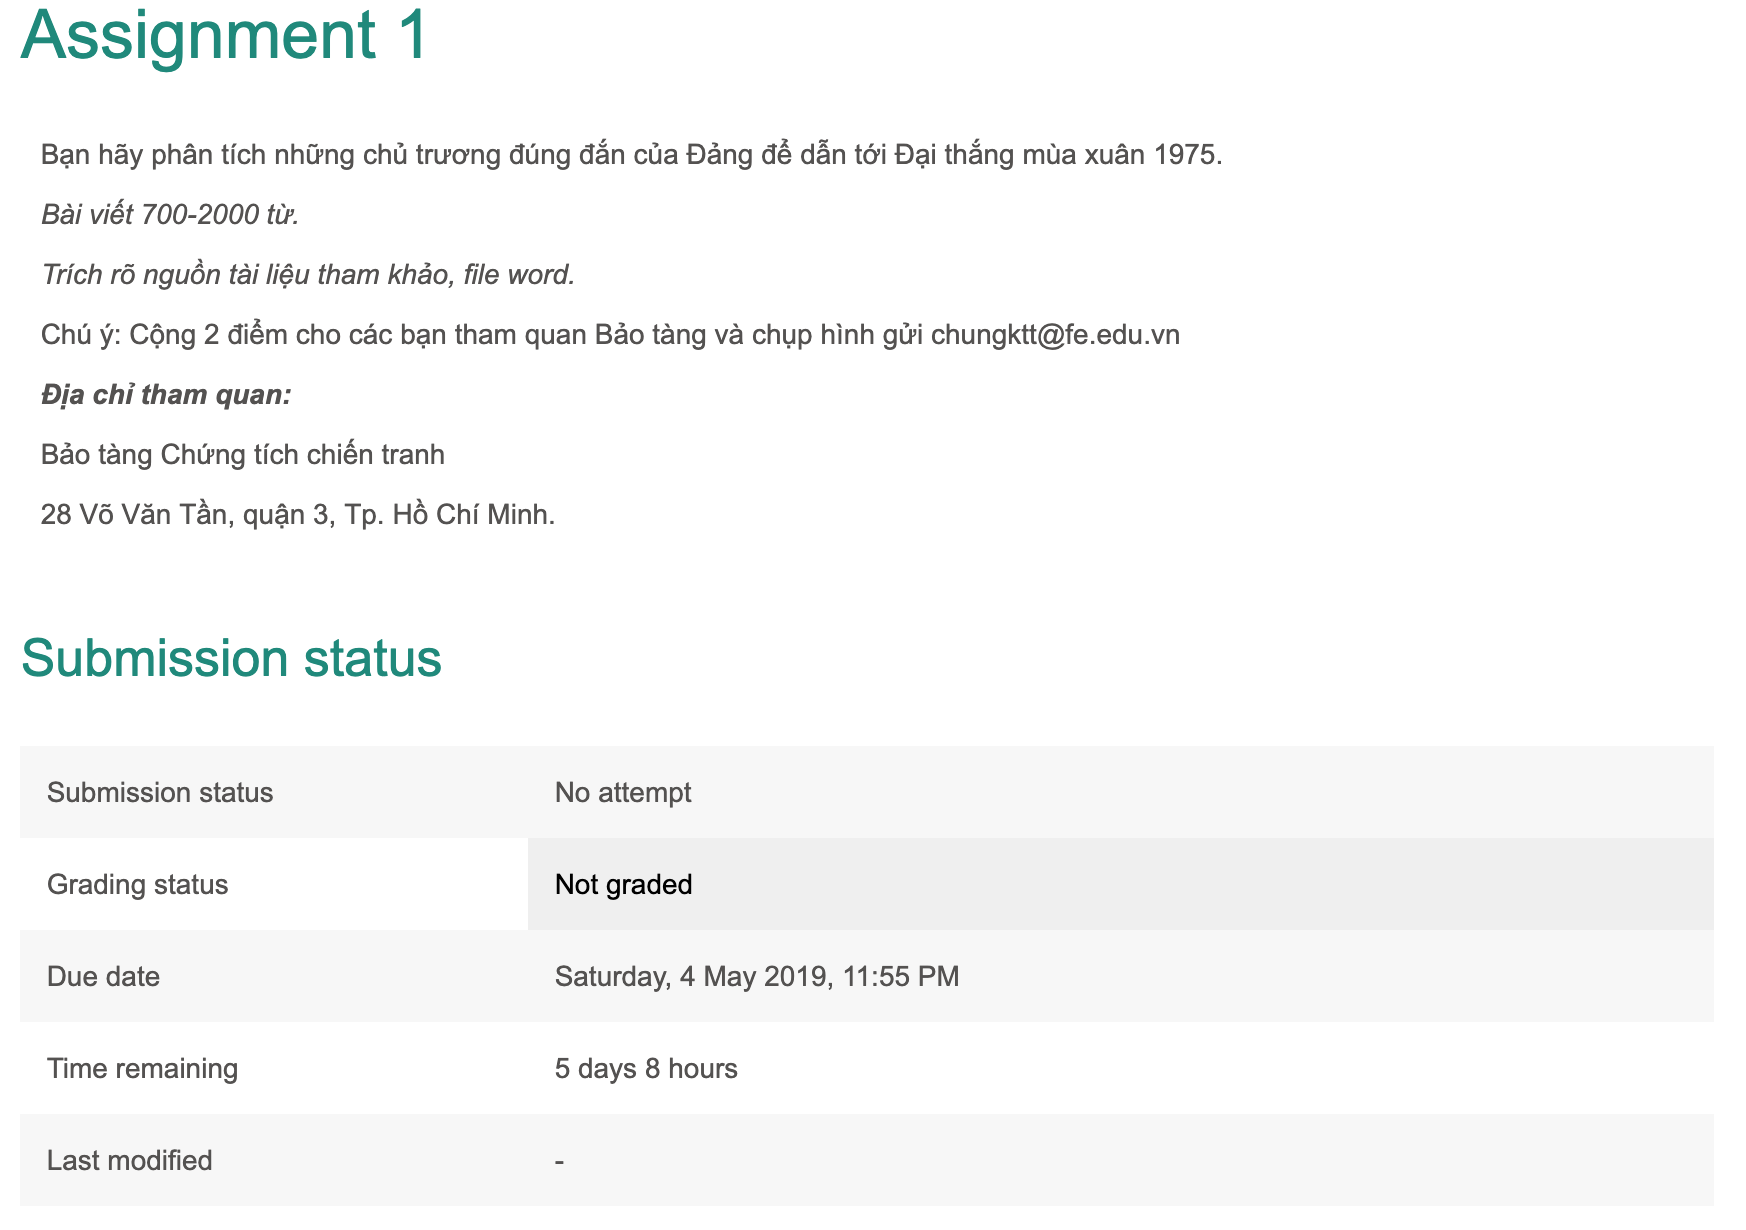 Assignment 1
Bạn hãy phân tích những chủ trương đúng đắn của Đảng để dẫn tới Đại thắng mùa xuân 1975.
Bài viết 700-2000 từ.
Trích rõ nguồn tài liệu tham khảo, file word.
Chú ý: Cộng 2 điểm cho các bạn tham quan Bảo tàng và chụp hình gửi chungktt@fe.edu.vn
Địa chỉ tham quan:
Bảo tàng Chứng tích chiến tranh
28 Võ Văn Tần, quận 3, Tp. Hồ Chí Minh.
Submission status
Submission status No attempt
Grading status Not graded
Due date Saturday, 4 May 2019, 11:55 PM
Time remaining 5 days 8 hours
Last modified -